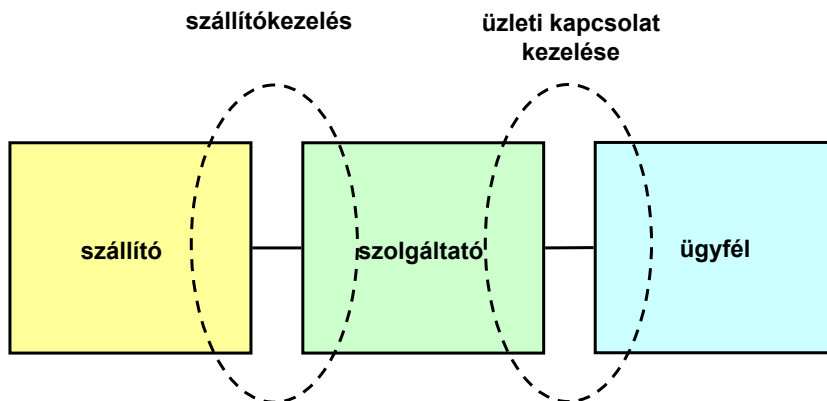 szállítókezelés
üzleti kapcsolat
kezelése
szállító
szolgáltató
ügyfél